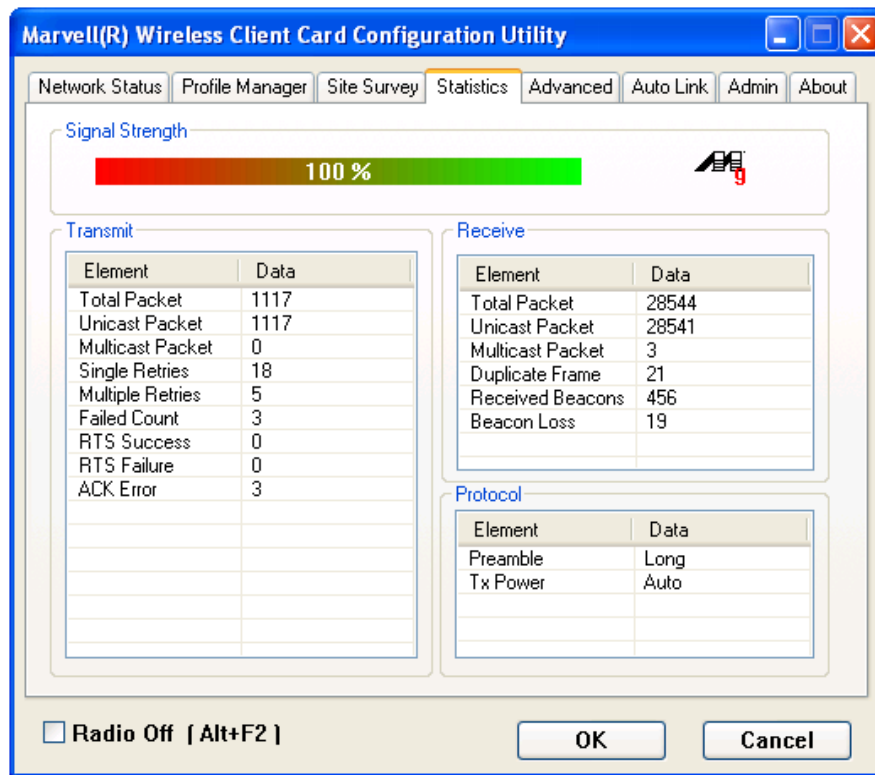 Marvell(R) Wireless Client Card Configuration Utility
Network Status Profile Manager Site Survey Statistics Advanced Auto Link Admin About
Signal Strength
100 %
g
Transmit
Element Data
Total Packet 1117
Unicast Packet 1117
Multicast Packet 0
Single Retries 18
Multiple Retries 5
Failed Count 3
RTS Success 0
RTS Failure 0
ACK Error 3
Receive
Element Data
Total Packet 28544
Unicast Packet 28541
Multicast Packet 3
Duplicate Frame 21
Received Beacons 456
Beacon Loss 19
Protocol
Element Data
Preamble Long
Tx Power Auto
Radio Off [ Alt+F2 ]
OK Cancel